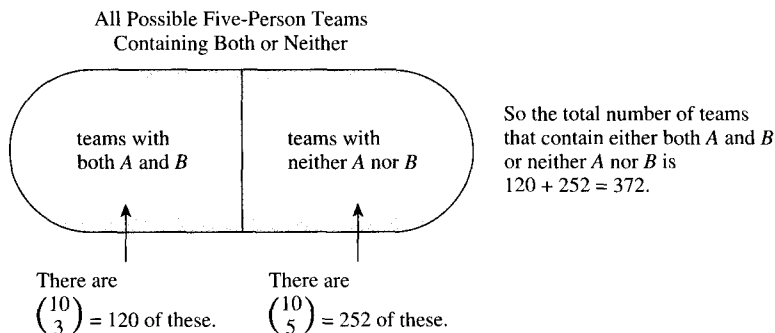 All Possible Five-Person Teams
Containing Both or Neither
teams with
both A and B
teams with
neither A nor B
So the total number of teams
that contain either both A and B
or neither A nor B is
120 + 252 = 372.
There are
(10 3) = 120 of these.
There are
(10 5) = 252 of these.